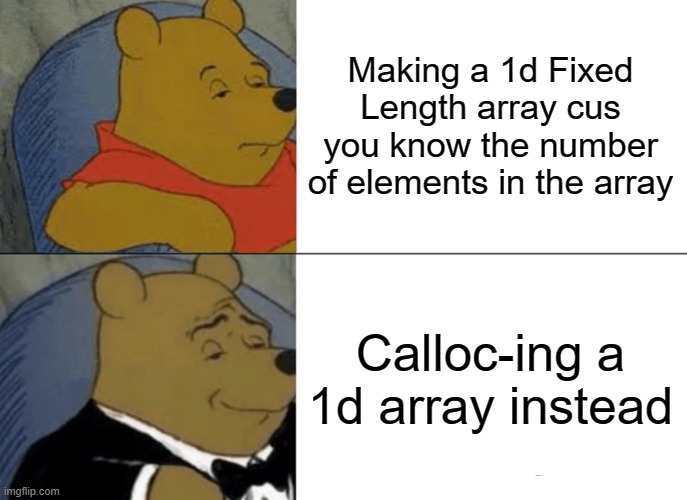 Making a 1d Fixed
Length array cus
you know the number
of elements in the array
Calloc-ing a
1d array instead
imgflip.com